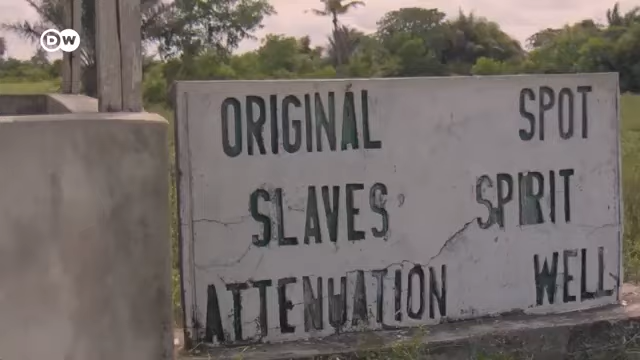 DW
ORIGINAL SPOT
SLAVES' SPIRIT
ATTENUATION WELL